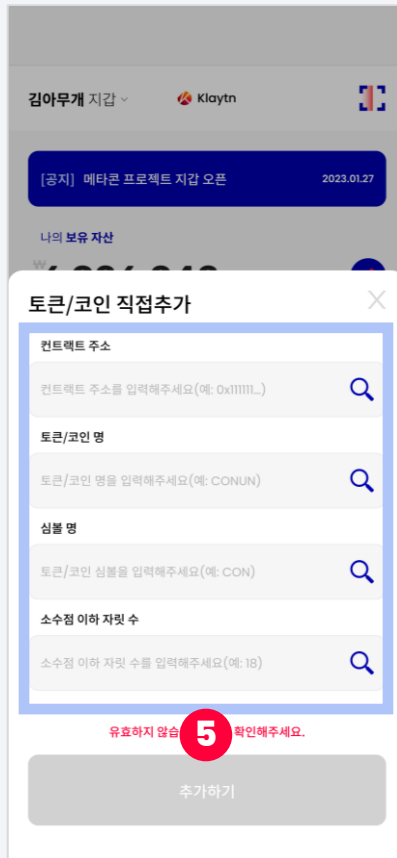 김아무개 지갑
Klaytn
[공지] 메타콘 프로젝트 지갑 오픈 2023.01.27
나의 보유 자산
토큰/코인 직접추가
컨트랙트 주소
컨트랙트 주소를 입력해주세요(예: 0x111111...)
토큰/코인 명
토큰/코인 명을 입력해주세요(예: CONUN)
심볼 명
토큰/코인 심볼을 입력해주세요(예: CON)
소수점 이하 자릿 수
소수점 이하 자릿 수를 입력해주세요(예: 18)
유효하지 않습 5 확인해주세요.
추가하기